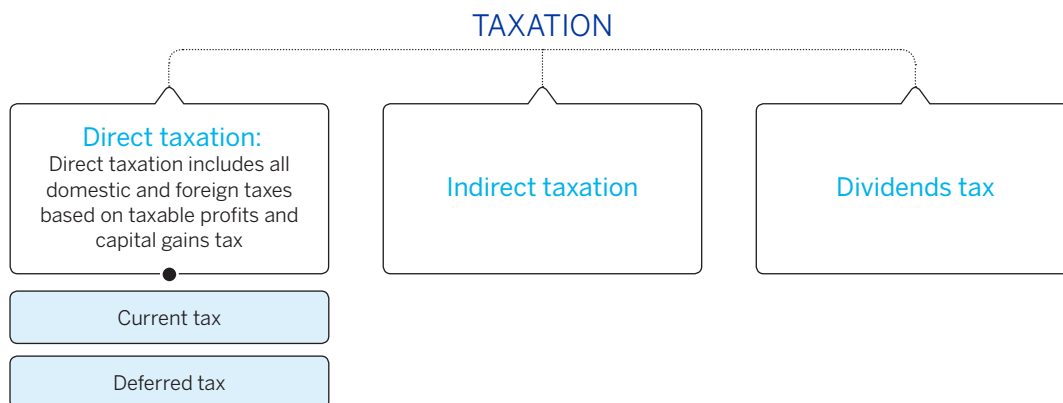 TAXATION
Direct taxation:
Direct taxation includes all
domestic and foreign taxes
based on taxable profits and
capital gains tax
Current tax
Deferred tax
Indirect taxation
Dividends tax